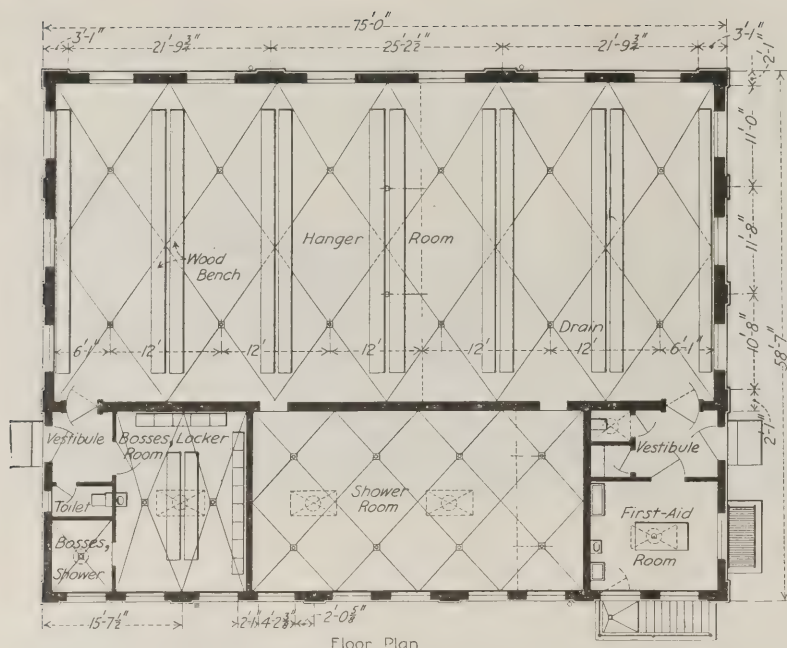 75'-0"
3'-1"
21'-9¾"
25'-2½"
21'-9¾"
3'-1"
2'-1"
11'-0"
Hanger Room
11'-8"
Wood
Bench
Drain
6'-1"
12'
12'
12'
12'
12'
6'-1"
10'-8"
58'-7"
2'-1"
Vestibule
Bosses, Locker
Room
Vestibule
Shower
Room
Toilet
First-Aid
Room
Bosses,
Shower
15'-7½"
2'-1"
4'-2⅜"
2'-0⅝"
Floor Plan